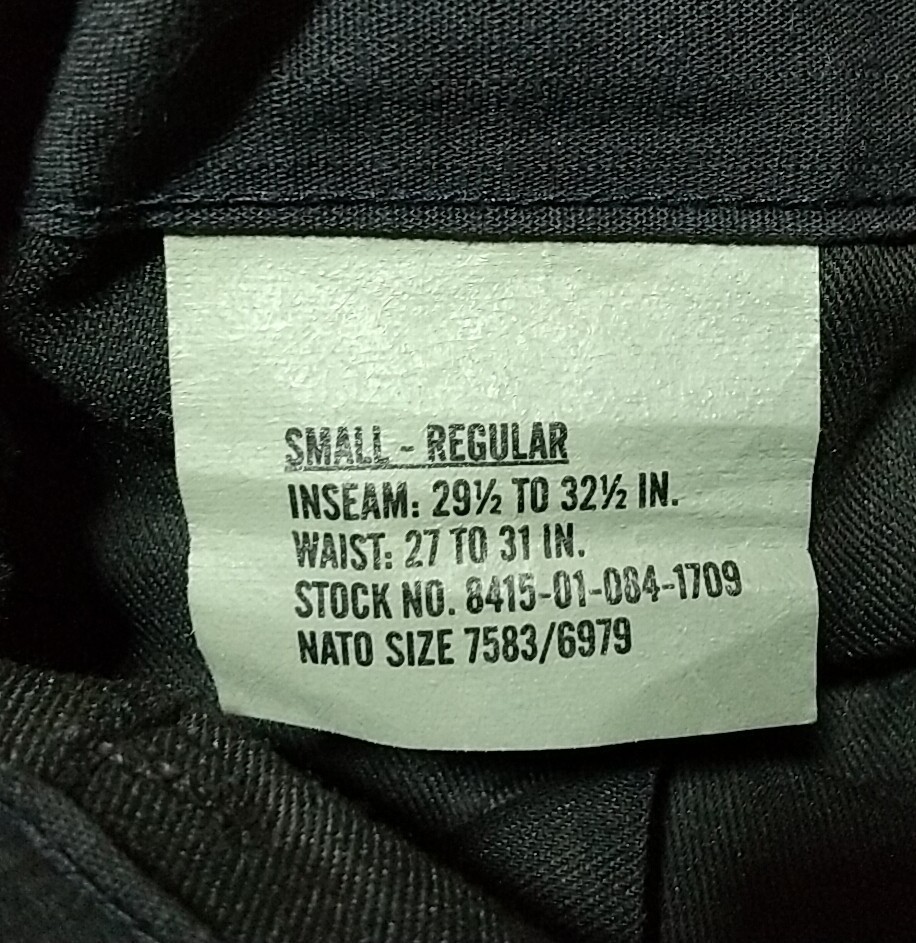 SMALL - REGULAR
INSEAM: 29½ TO 32½ IN.
WAIST: 27 TO 31 IN.
STOCK NO. 8415-01-084-1709
NATO SIZE 7583/6979